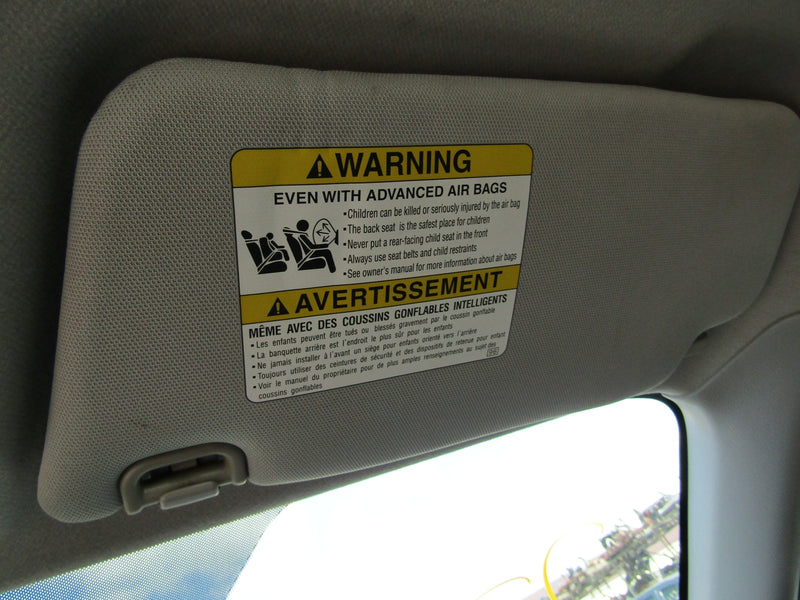 WARNING
EVEN WITH ADVANCED AIR BAGS
▪ Children can be killed or seriously injured by the air bag
▪ The back seat is the safest place for children
▪ Never put a rear-facing child seat in the front
▪ Always use seat belts and child restraints
▪ See owner's manual for more information about air bags
AVERTISSEMENT
MÊME AVEC DES COUSSINS GONFLABLES INTELLIGENTS
▪ Les enfants peuvent être tués ou blessés gravement par le coussin gonflable
▪ La banquette arrière est l'endroit le plus sûr pour les enfants
▪ Ne jamais installer à l'avant un siège pour enfants orienté vers l'arrière
▪ Toujours utiliser des ceintures de sécurité et des dispositifs de retenue pour enfant
▪ Voir le manuel du propriétaire pour de plus amples renseignements au sujet des
coussins gonflables